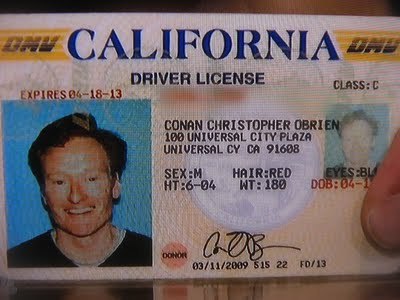 DMV CALIFORNIA DMV
DRIVER LICENSE
EXPIRES 04-18-13
CLASS: C
CONAN CHRISTOPHER OBRIEN
100 UNIVERSAL CITY PLAZA
UNIVERSAL CY CA 91608
SEX:M HAIR:RED EYES:BL
HT:6-04 WT:180 DOB:04-1
DONOR
03/11/2009 515 22 FD/13